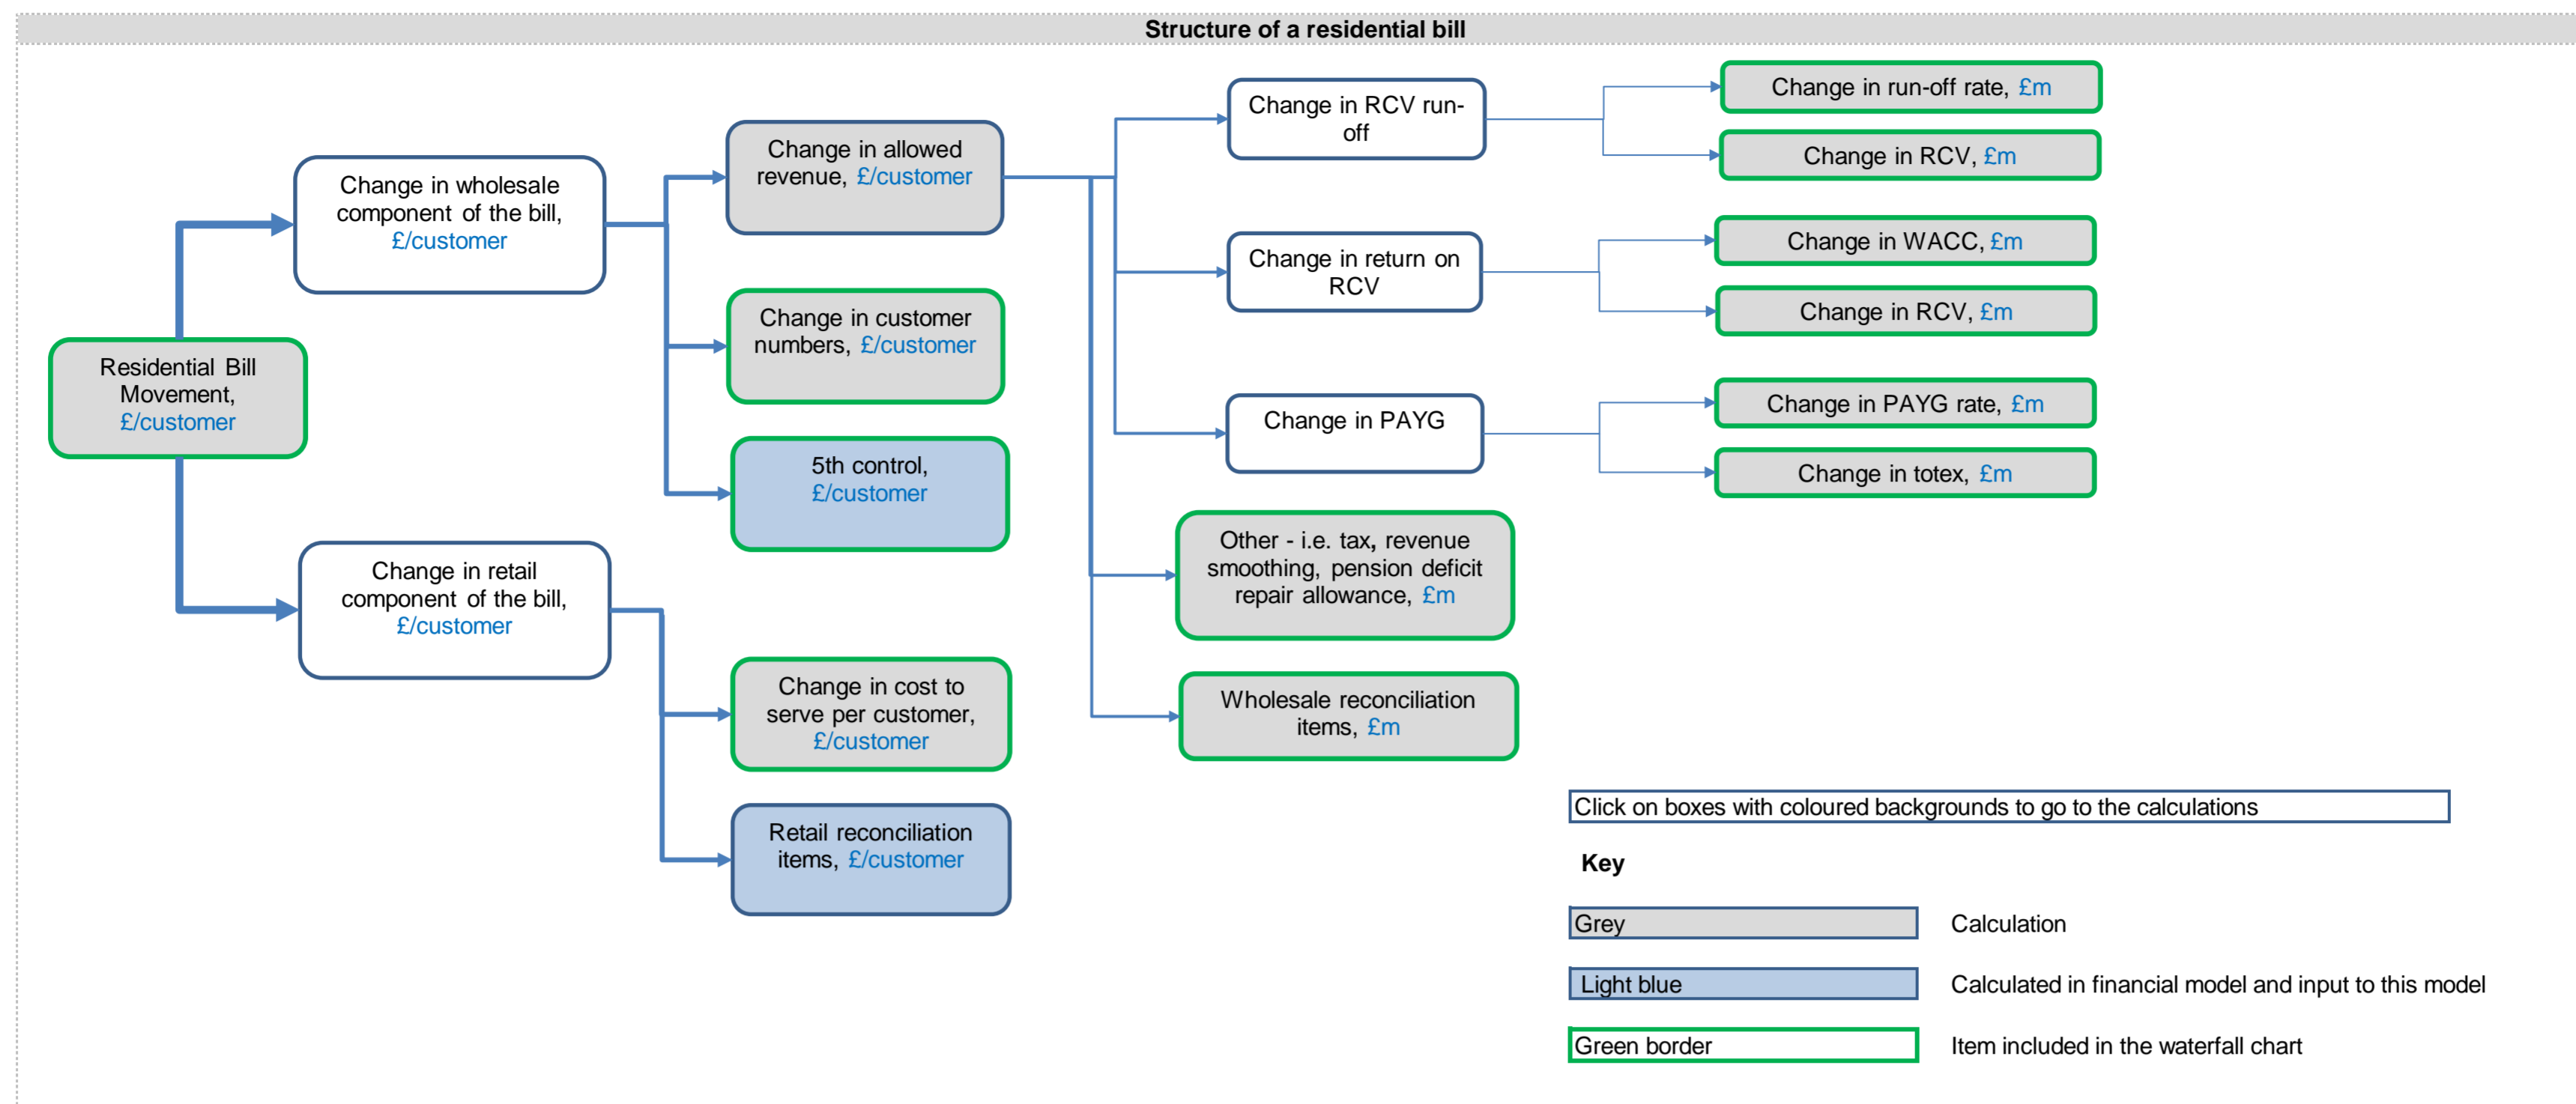 Structure of a residential bill
Residential Bill
Movement,
£/customer
Change in wholesale
component of the bill,
£/customer
Change in retail
component of the bill,
£/customer
Change in allowed
revenue, £/customer
Change in customer
numbers, £/customer
5th control,
£/customer
Change in cost to
serve per customer,
£/customer
Retail reconciliation
items, £/customer
Change in RCV run-
off
Change in return on
RCV
Change in PAYG
Other - i.e. tax, revenue
smoothing, pension deficit
repair allowance, £m
Wholesale reconciliation
items, £m
Change in run-off rate, £m
Change in RCV, £m
Change in WACC, £m
Change in RCV, £m
Change in PAYG rate, £m
Change in totex, £m
Click on boxes with coloured backgrounds to go to the calculations
Key
Grey Calculation
Light blue Calculated in financial model and input to this model
Green border Item included in the waterfall chart